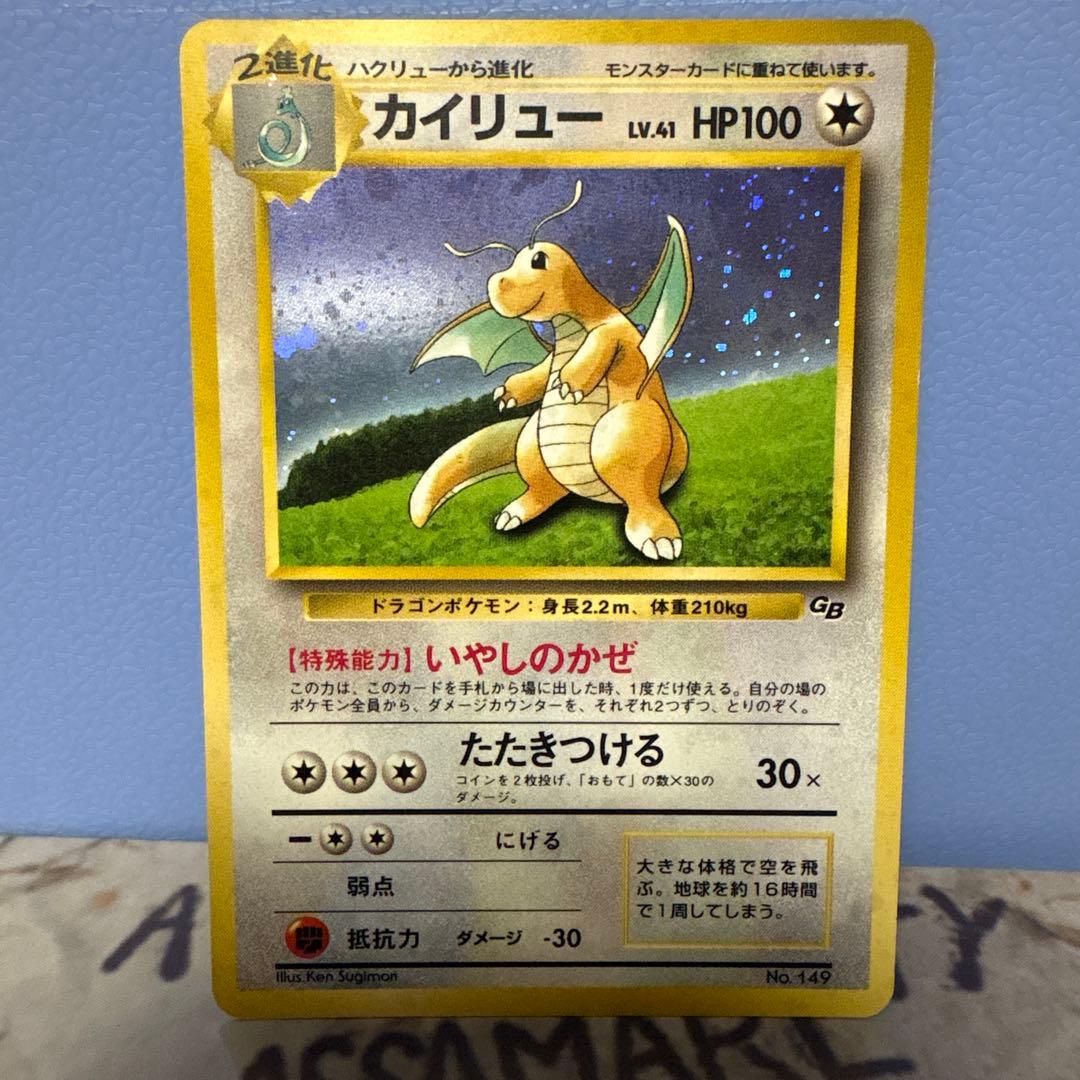 2進化 ハクリューから進化 モンスターカードに重ねて使います。
カイリュー LV.41 HP100
ドラゴンポケモン：身長2.2m、体重210kg GB
【特殊能力】いやしのかぜ
この力は、このカードを手札から場に出した時、1度だけ使える。自分の場の
ポケモン全員から、ダメージカウンターを、それぞれ2つずつ、とりのぞく。
たたきつける 30×
コインを2枚投げ、「おもて」の数×30の
ダメージ。
ー にげる
弱点
抵抗力 ダメージ -30
大きな体格で空を飛
ぶ。地球を約16時間
で1周してしまう。
Illus.Ken Sugimori No.149